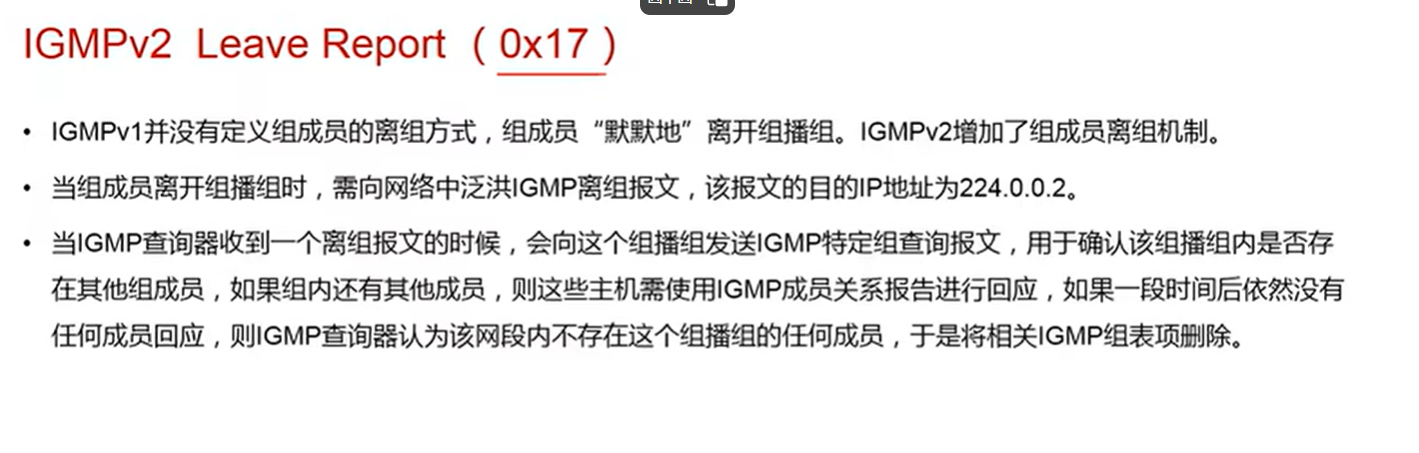 IGMPv2 Leave Report （0x17）
• IGMPv1并没有定义组成员的离组方式，组成员“默默地”离开组播组。IGMPv2增加了组成员离组机制。
• 当组成员离开组播组时，需向网络中泛洪IGMP离组报文，该报文的目的IP地址为224.0.0.2。
• 当IGMP查询器收到一个离组报文的时候，会向这个组播组发送IGMP特定组查询报文，用于确认该组播组内是否存
在其他组成员，如果组内还有其他成员，则这些主机需使用IGMP成员关系报告进行回应，如果一段时间后依然没有
任何成员回应，则IGMP查询器认为该网段内不存在这个组播组的任何成员，于是将相关IGMP组表项删除。